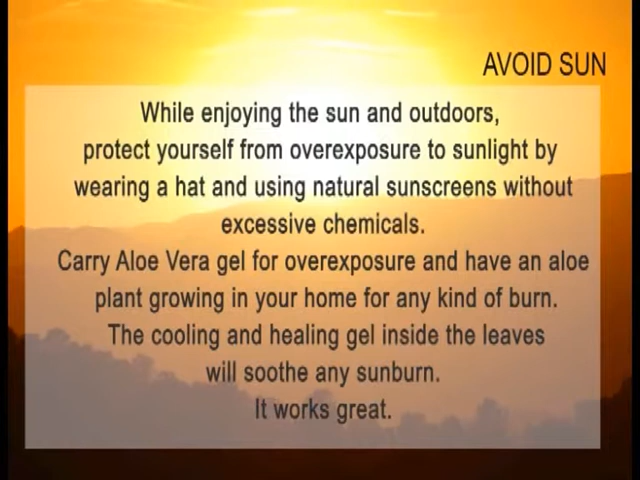 AVOID SUN
While enjoying the sun and outdoors,
protect yourself from overexposure to sunlight by
wearing a hat and using natural sunscreens without
excessive chemicals.
Carry Aloe Vera gel for overexposure and have an aloe
plant growing in your home for any kind of burn.
The cooling and healing gel inside the leaves
will soothe any sunburn.
It works great.